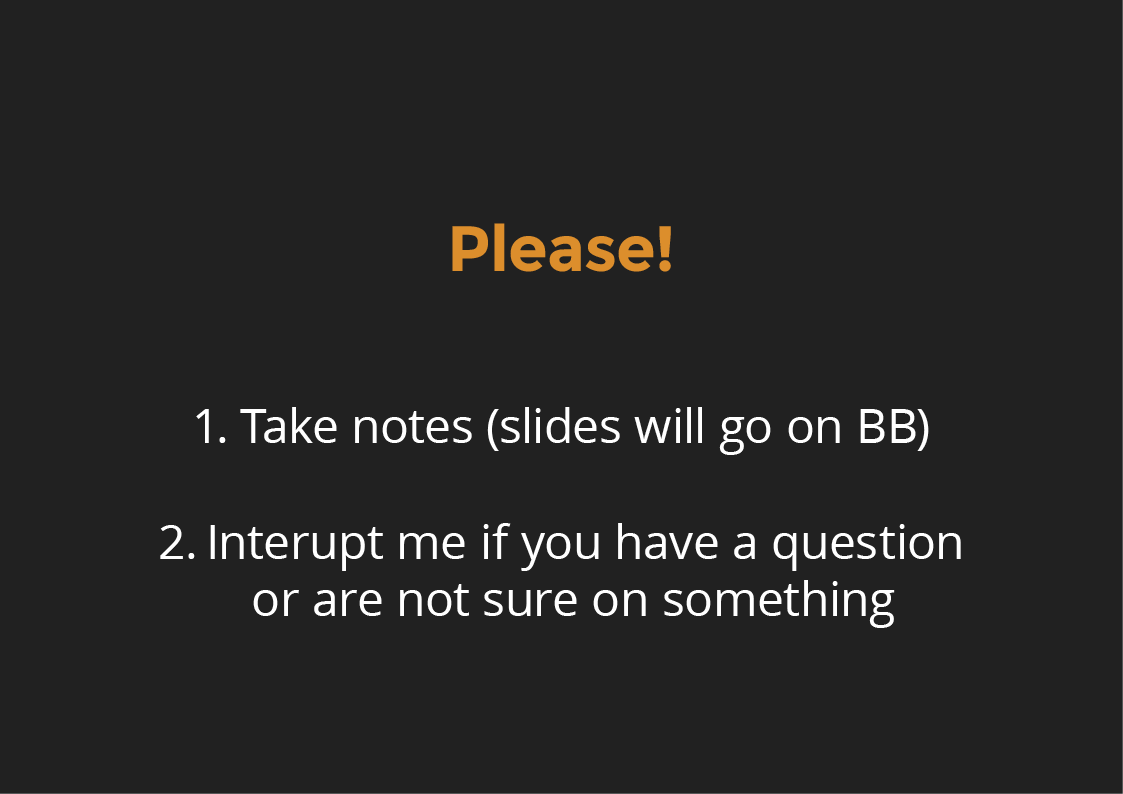 Please!
1. Take notes (slides will go on BB)
2. Interupt me if you have a question
or are not sure on something